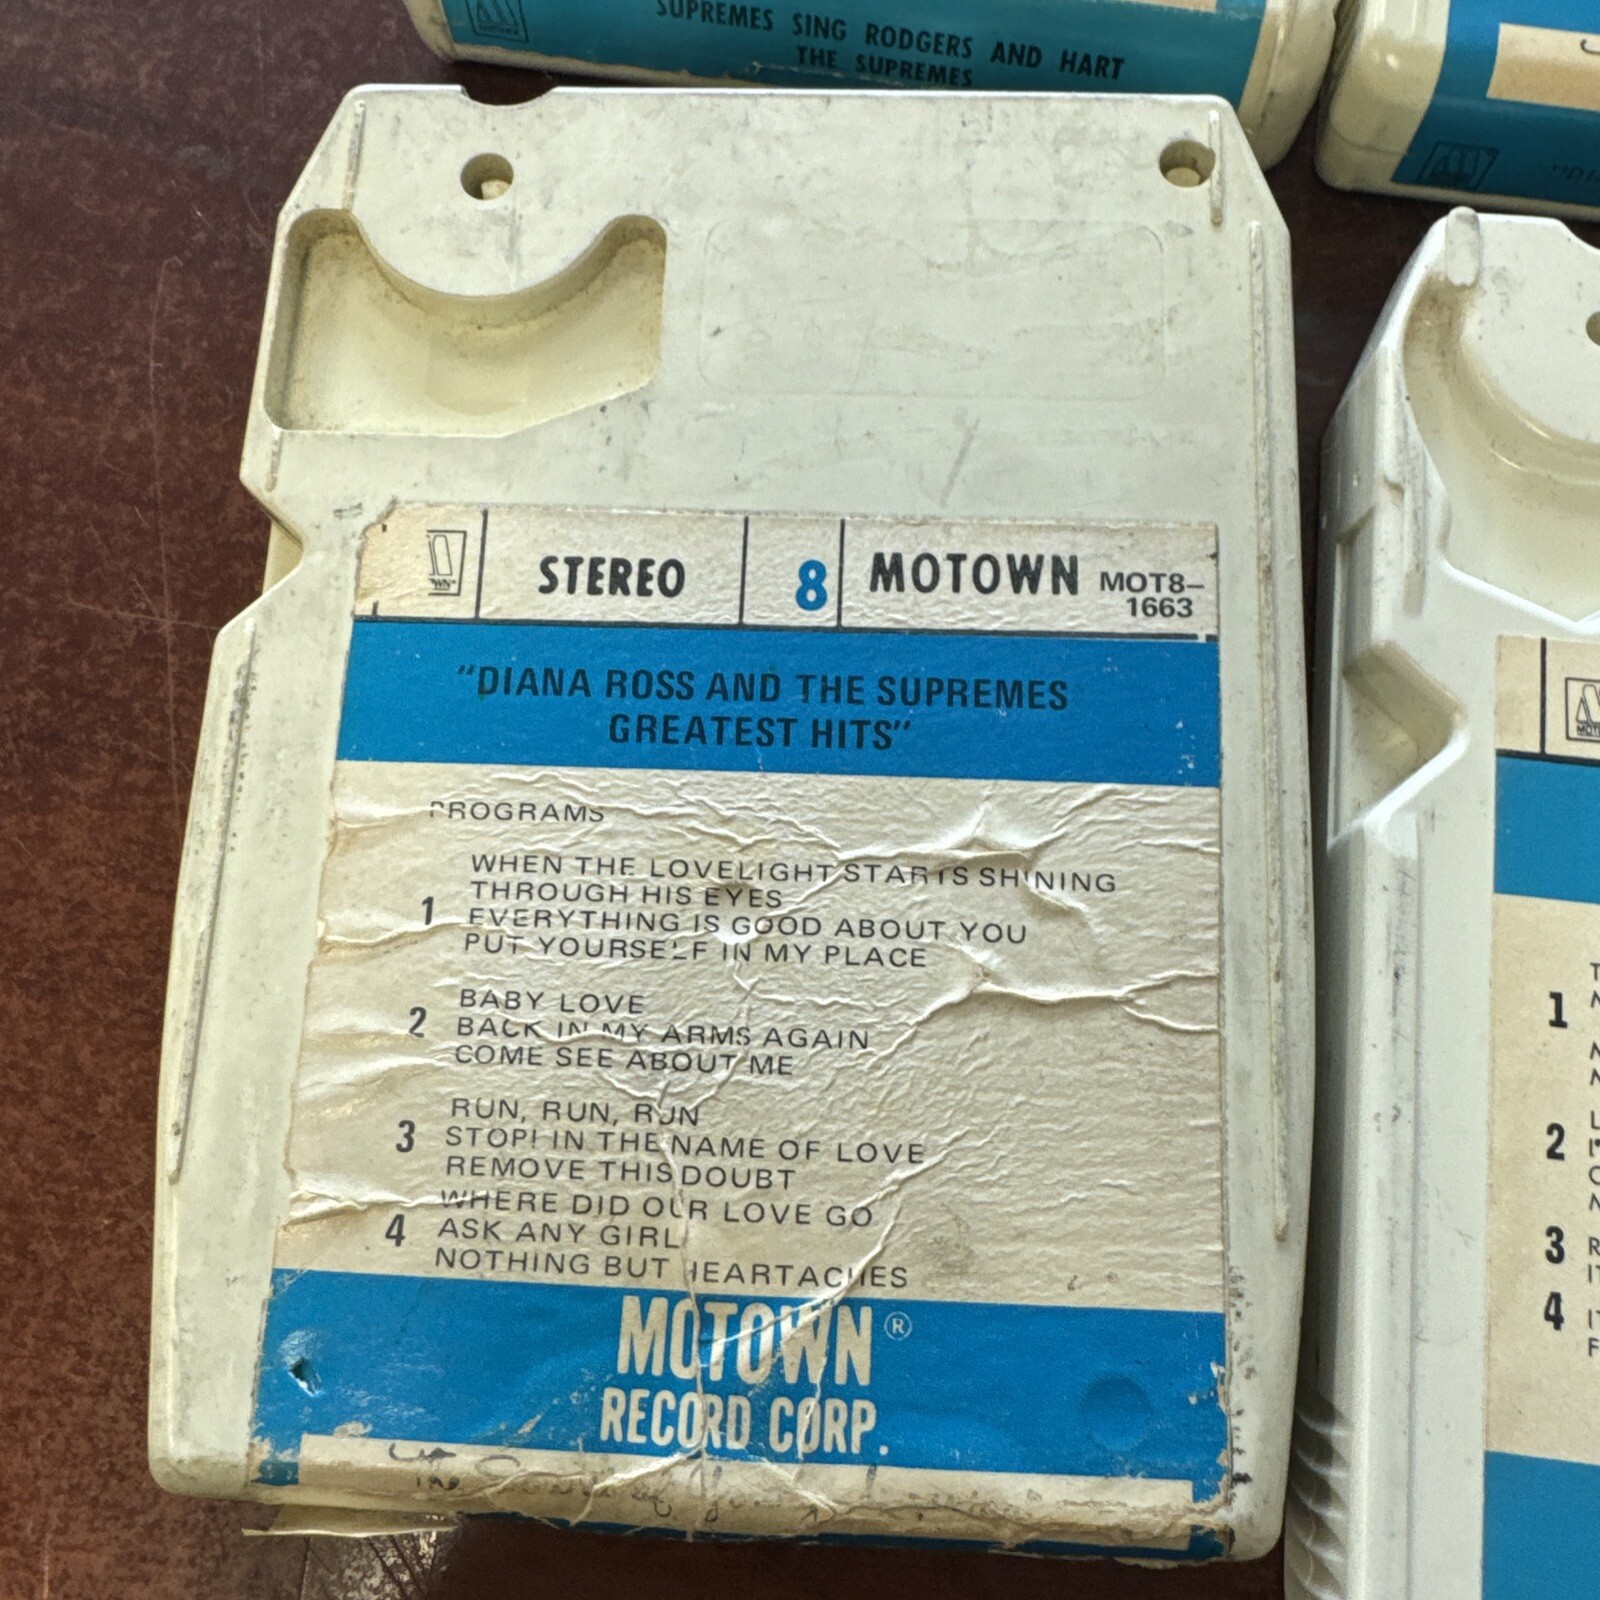 SUPREMES SING RODGERS AND HART
THE SUPREMES
STEREO 8 MOTOWN MOT8-
1663
"DIANA ROSS AND THE SUPREMES
GREATEST HITS"
PROGRAMS
WHEN THE LOVELIGHT STARTS SHINING
THROUGH HIS EYES
1 EVERYTHING IS GOOD ABOUT YOU
PUT YOURSELF IN MY PLACE
BABY LOVE
2 BACK IN MY ARMS AGAIN
COME SEE ABOUT ME
RUN, RUN, RUN
3 STOP! IN THE NAME OF LOVE
REMOVE THIS DOUBT
WHERE DID OUR LOVE GO
4 ASK ANY GIRL
NOTHING BUT HEARTACHES
MOTOWN®
RECORD CORP.
1
2
3
4